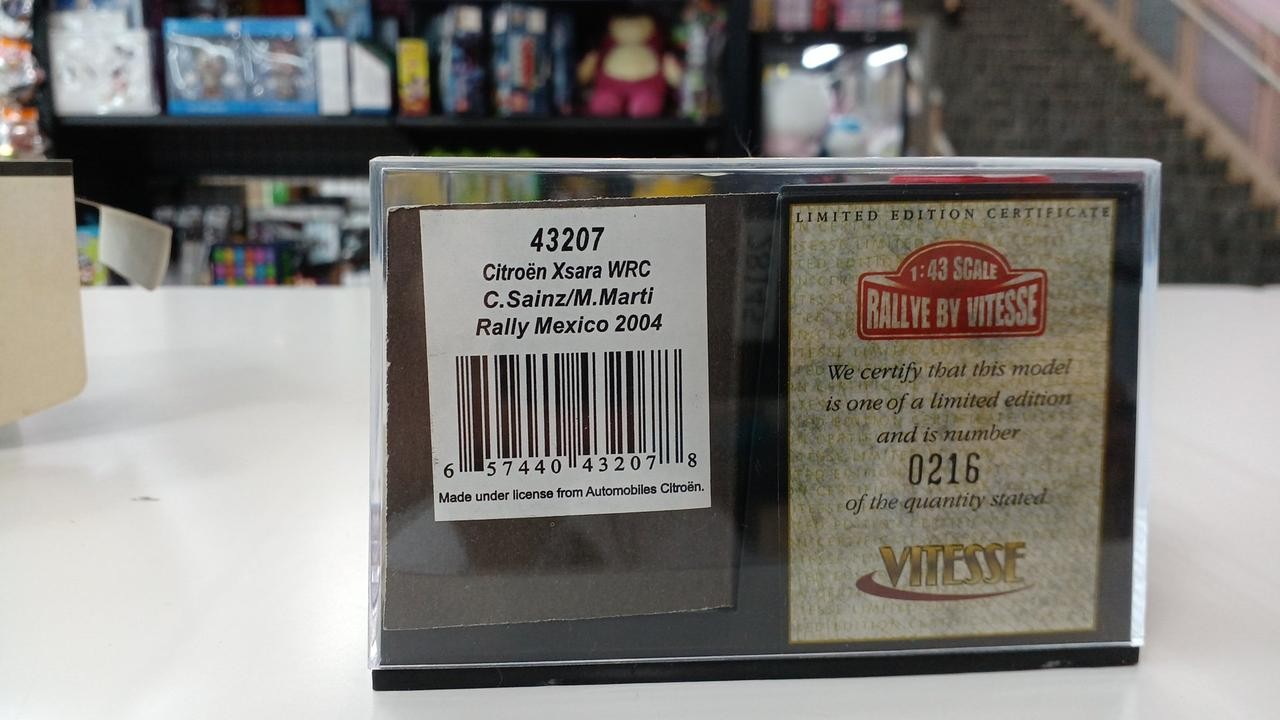 43207
Citroën Xsara WRC
C.Sainz/M.Marti
Rally Mexico 2004
6 57440 43207 8
Made under license from Automobiles Citroën.
LIMITED EDITION CERTIFICATE
1:43 SCALE
RALLYE BY VITESSE
We certify that this model
is one of a limited edition
and is number
0216
of the quantity stated
VITESSE